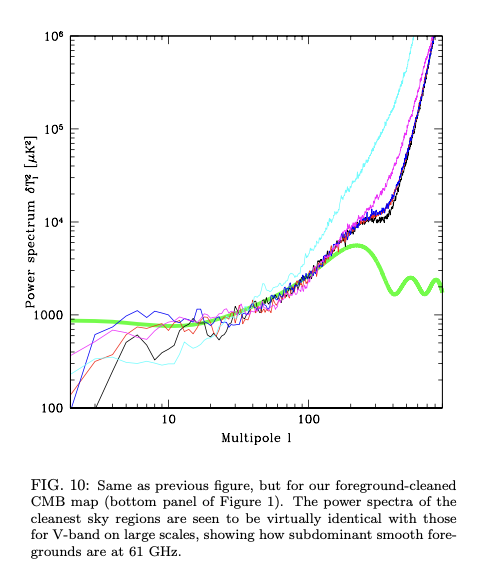 10⁶
10⁵
10⁴
1000
100
Power spectrum δT²ₗ [μK²]
10
100
Multipole l
FIG. 10: Same as previous figure, but for our foreground-cleaned
CMB map (bottom panel of Figure 1). The power spectra of the
cleanest sky regions are seen to be virtually identical with those
for V-band on large scales, showing how subdominant smooth fore-
grounds are at 61 GHz.